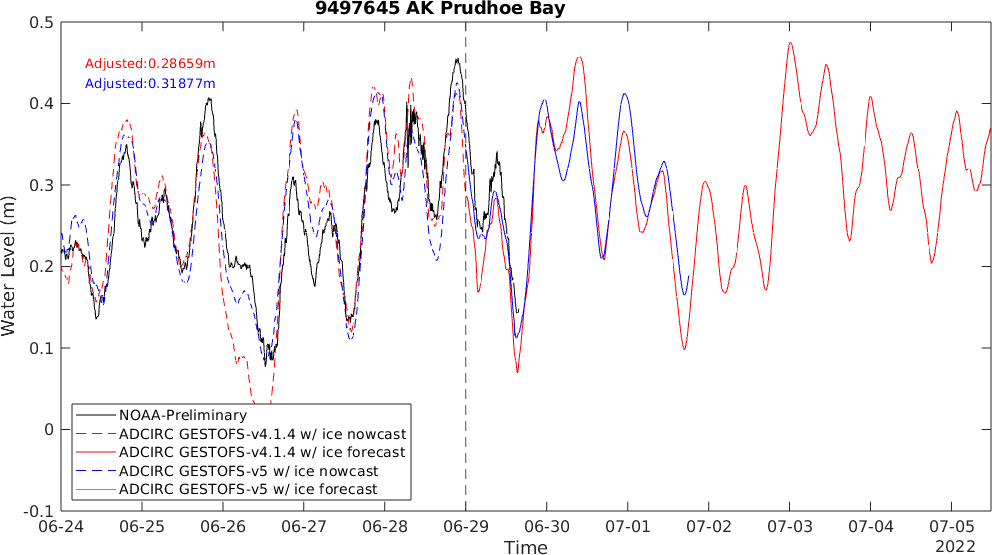 9497645 AK Prudhoe Bay
Adjusted:0.28659m
Adjusted:0.31877m
0.5
0.4
0.3
0.2
0.1
0
-0.1
Water Level (m)
NOAA-Preliminary
ADCIRC GESTOFS-v4.1.4 w/ ice nowcast
ADCIRC GESTOFS-v4.1.4 w/ ice forecast
ADCIRC GESTOFS-v5 w/ ice nowcast
ADCIRC GESTOFS-v5 w/ ice forecast
06-24 06-25 06-26 06-27 06-28 06-29 06-30 07-01 07-02 07-03 07-04 07-05
Time
2022